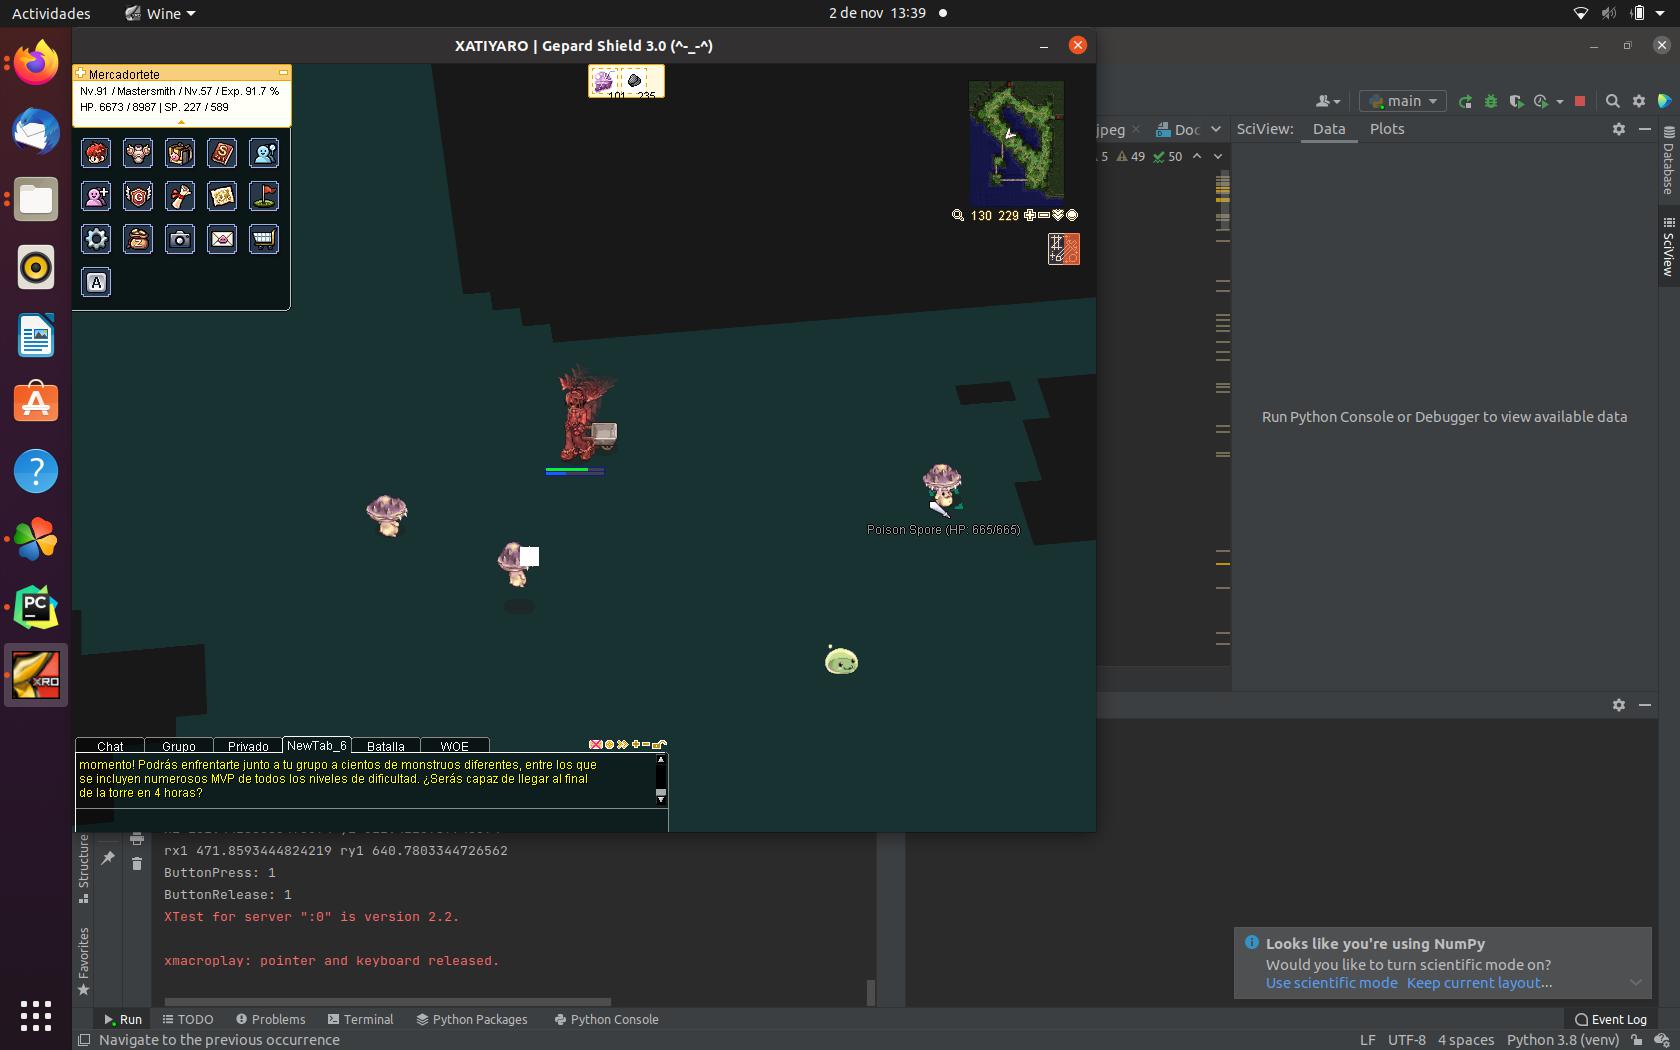 Actividades
Wine
2 de nov 13:39
XATIYARO | Gepard Shield 3.0 (^-_-^)
Mercadortete
Nv.91 / Mastersmith / Nv.57 / Exp. 91.7 %
HP. 6673 / 8987 | SP. 227 / 589
101 235
130 229
A
Poison Spore (HP: 665/665)
Chat
Grupo
Privado
NewTab_6
Batalla
WOE
momento! Podrás enfrentarte junto a tu grupo a cientos de monstruos diferentes, entre los que
se incluyen numerosos MVP de todos los niveles de dificultad. ¿Serás capaz de llegar al final
de la torre en 4 horas?
main
jpeg
Doc
SciView:
Data
Plots
5 49 50
Database
SciView
Run Python Console or Debugger to view available data
PC
XRO
Structure
Favorites
rx1 471.8593444824219 ry1 640.7803344726562
ButtonPress: 1
ButtonRelease: 1
XTest for server ":0" is version 2.2.
xmacroplay: pointer and keyboard released.
Looks like you're using NumPy
Would you like to turn scientific mode on?
Use scientific mode Keep current layout...
Run
TODO
Problems
Terminal
Python Packages
Python Console
Event Log
Navigate to the previous occurrence
LF UTF-8 4 spaces Python 3.8 (venv)